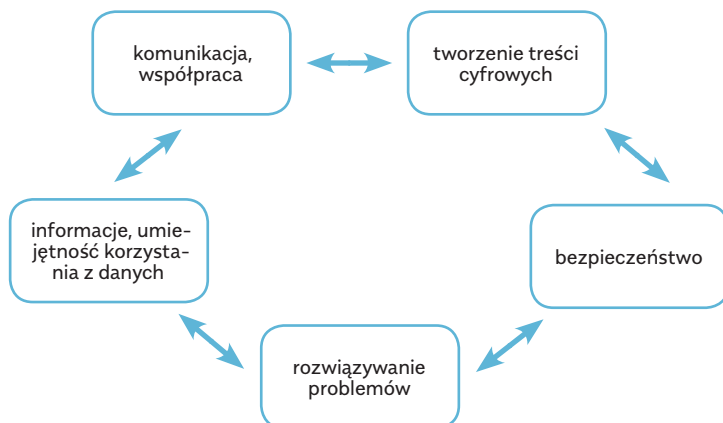 komunikacja,
współpraca
tworzenie treści
cyfrowych
informacje, umie-
jętność korzysta-
nia z danych
bezpieczeństwo
rozwiązywanie
problemów